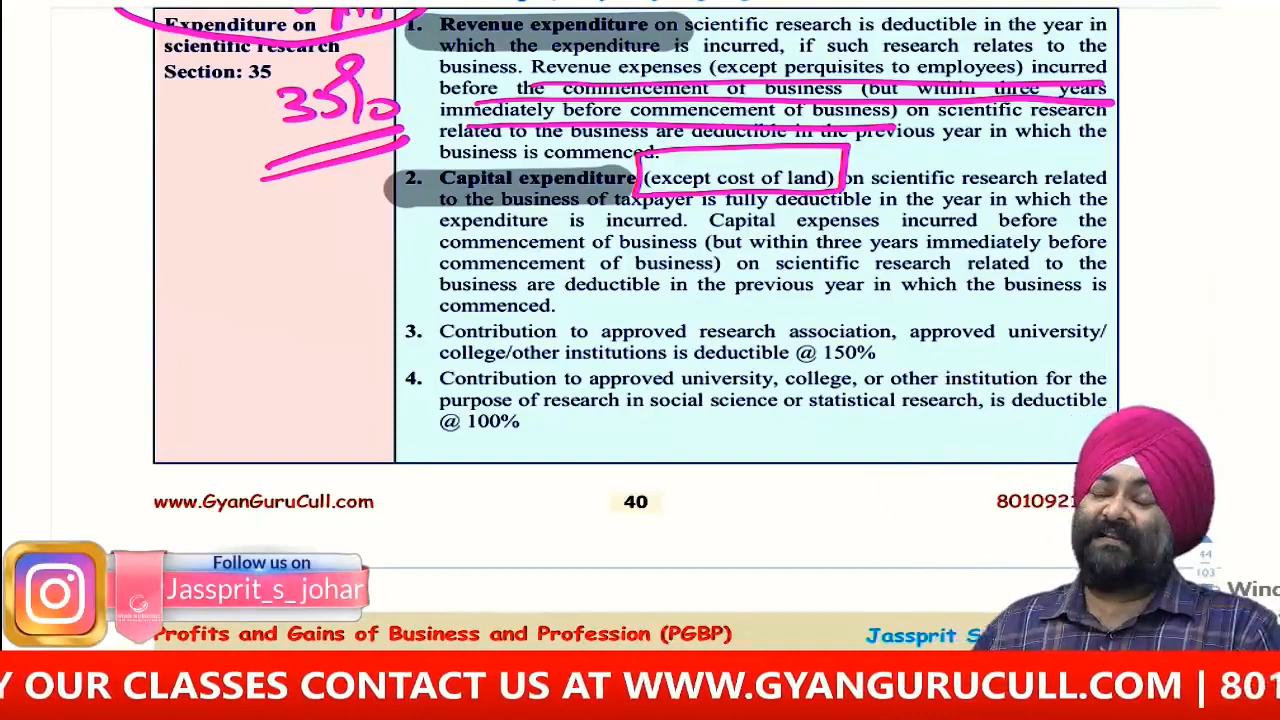 Expenditure on
scientific research
Section: 35
35%
1. Revenue expenditure on scientific research is deductible in the year in
which the expenditure is incurred, if such research relates to the
business. Revenue expenses (except perquisites to employees) incurred
before the commencement of business (but within three years
immediately before commencement of business) on scientific research
related to the business are deductible in the previous year in which the
business is commenced.
2. Capital expenditure (except cost of land) on scientific research related
to the business of taxpayer is fully deductible in the year in which the
expenditure is incurred. Capital expenses incurred before the
commencement of business (but within three years immediately before
commencement of business) on scientific research related to the
business are deductible in the previous year in which the business is
commenced.
3. Contribution to approved research association, approved university/
college/other institutions is deductible @ 150%
4. Contribution to approved university, college, or other institution for the
purpose of research in social science or statistical research, is deductible
@ 100%
www.GyanGuruCull.com 40 801092
44
103
Wind
Follow us on
Jassprit_s_johar
Profits and Gains of Business and Profession (PGBP) Jassprit S
Y OUR CLASSES CONTACT US AT WWW.GYANGURUCULL.COM | 801